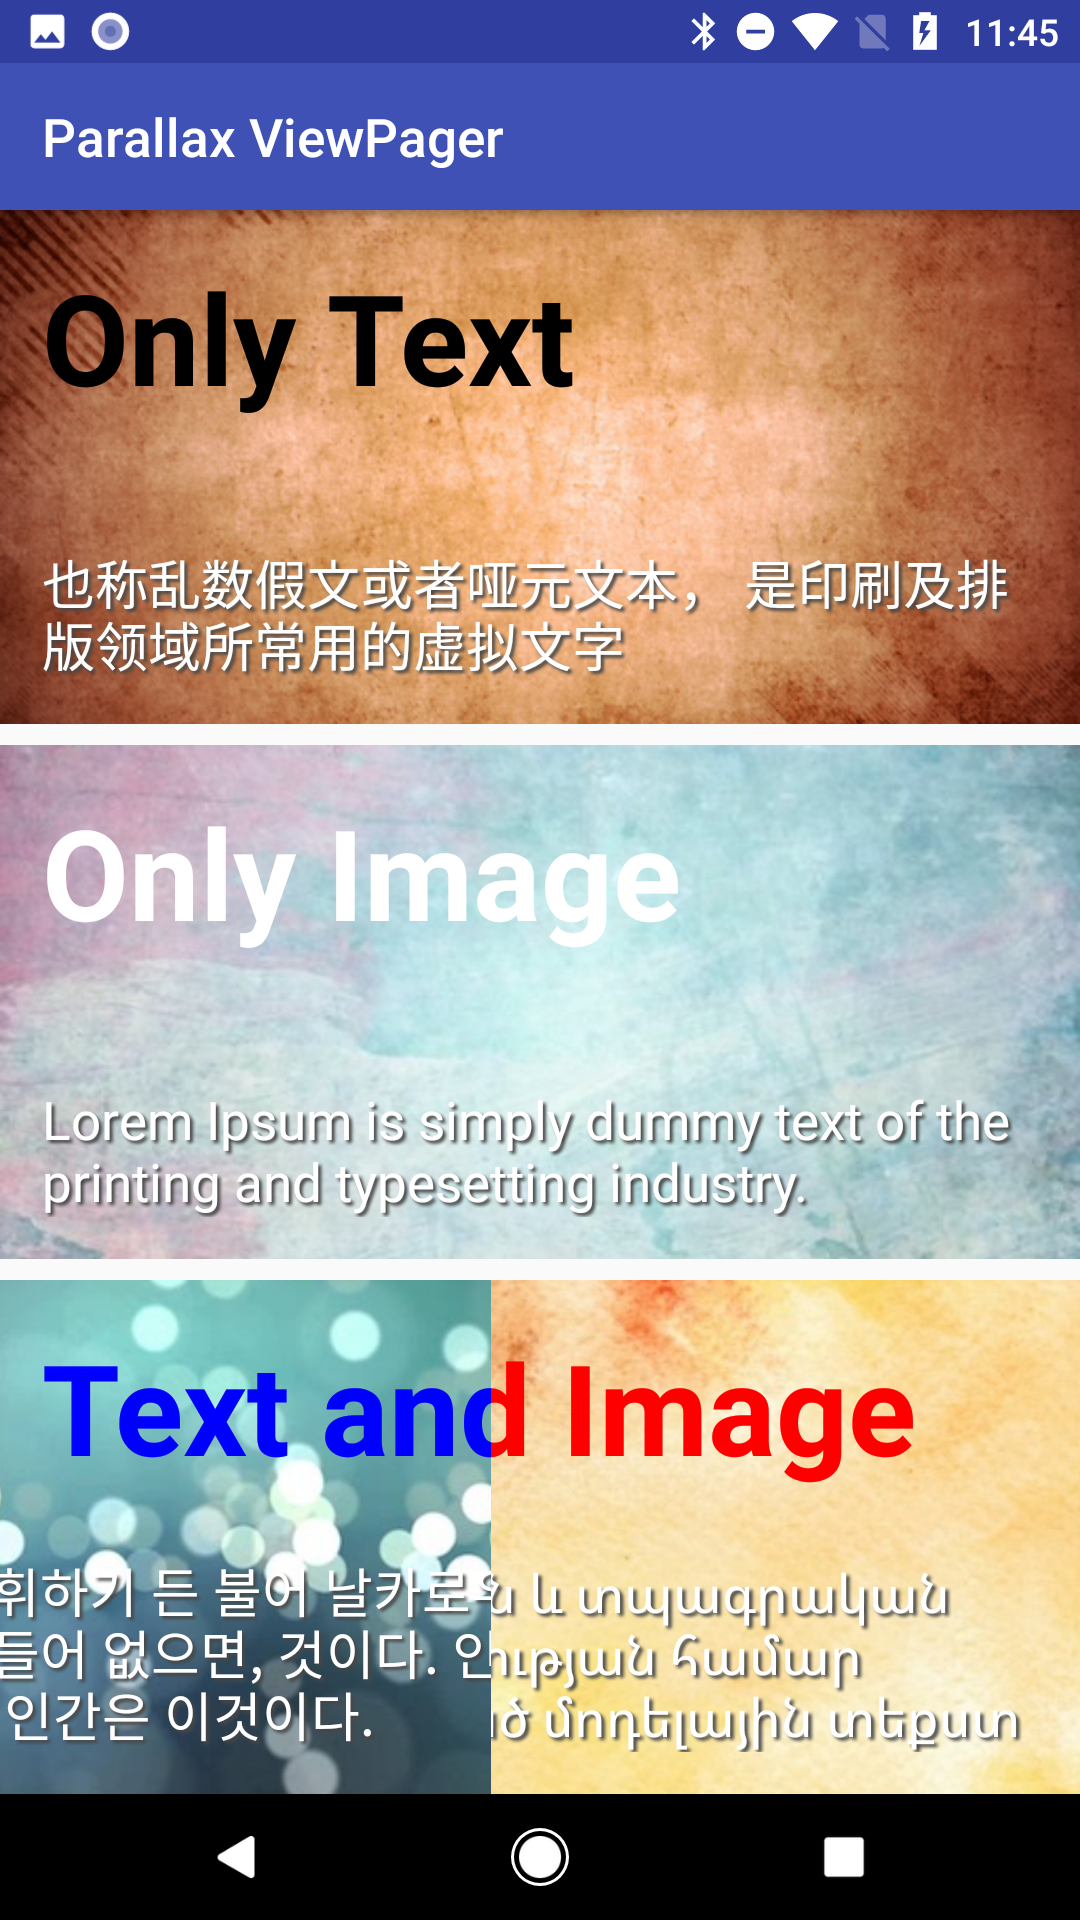 11:45
Parallax ViewPager
Only Text
也称乱数假文或者哑元文本， 是印刷及排
版领域所常用的虚拟文字
Only Image
Lorem Ipsum is simply dummy text of the
printing and typesetting industry.
Text and Image
휘하기 든 불어 날카로
들어 없으면, 것이다. 인
인간은 이것이다.
և տպագրական
ության համար
մոդելային տեքստ